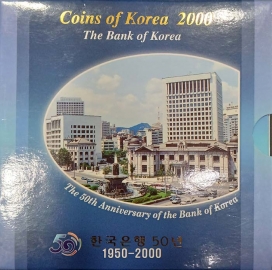 Coins of Korea 2000
The Bank of Korea
The 50th Anniversary of the Bank of Korea
50 한국은행 50년
1950-2000